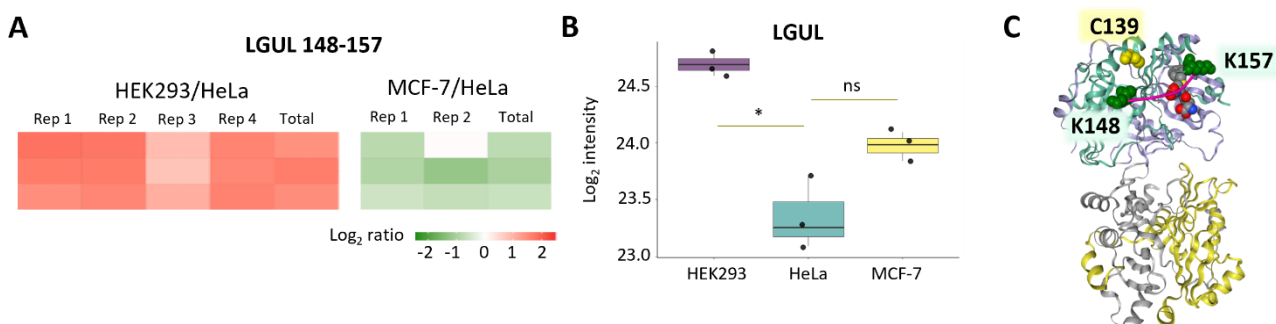 A
LGUL 148-157
HEK293/HeLa
MCF-7/HeLa
Rep 1 Rep 2 Rep 3 Rep 4 Total
Rep 1 Rep 2 Total
Log₂ ratio
-2 -1 0 1 2
B
LGUL
Log₂ intensity
24.5
24.0
23.5
23.0
*
ns
HEK293 HeLa MCF-7
C
C139
K157
K148